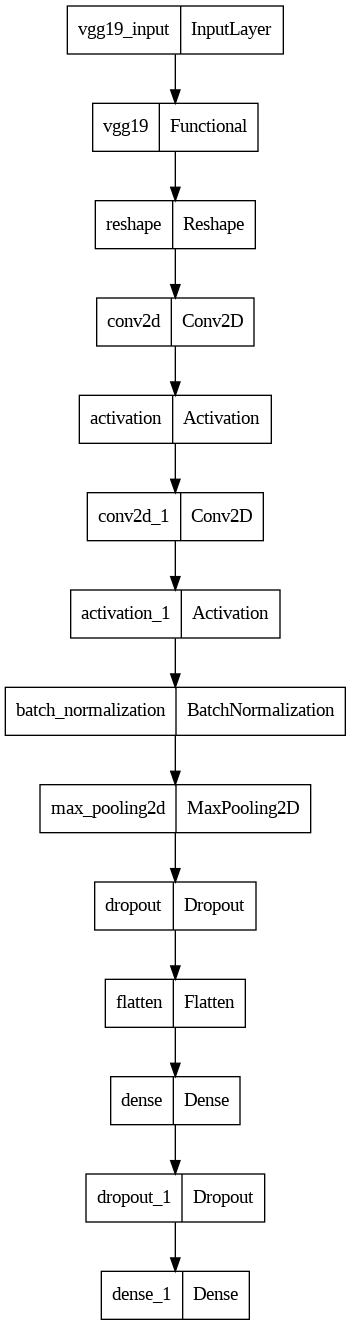 vgg19_input InputLayer
vgg19 Functional
reshape Reshape
conv2d Conv2D
activation Activation
conv2d_1 Conv2D
activation_1 Activation
batch_normalization BatchNormalization
max_pooling2d MaxPooling2D
dropout Dropout
flatten Flatten
dense Dense
dropout_1 Dropout
dense_1 Dense